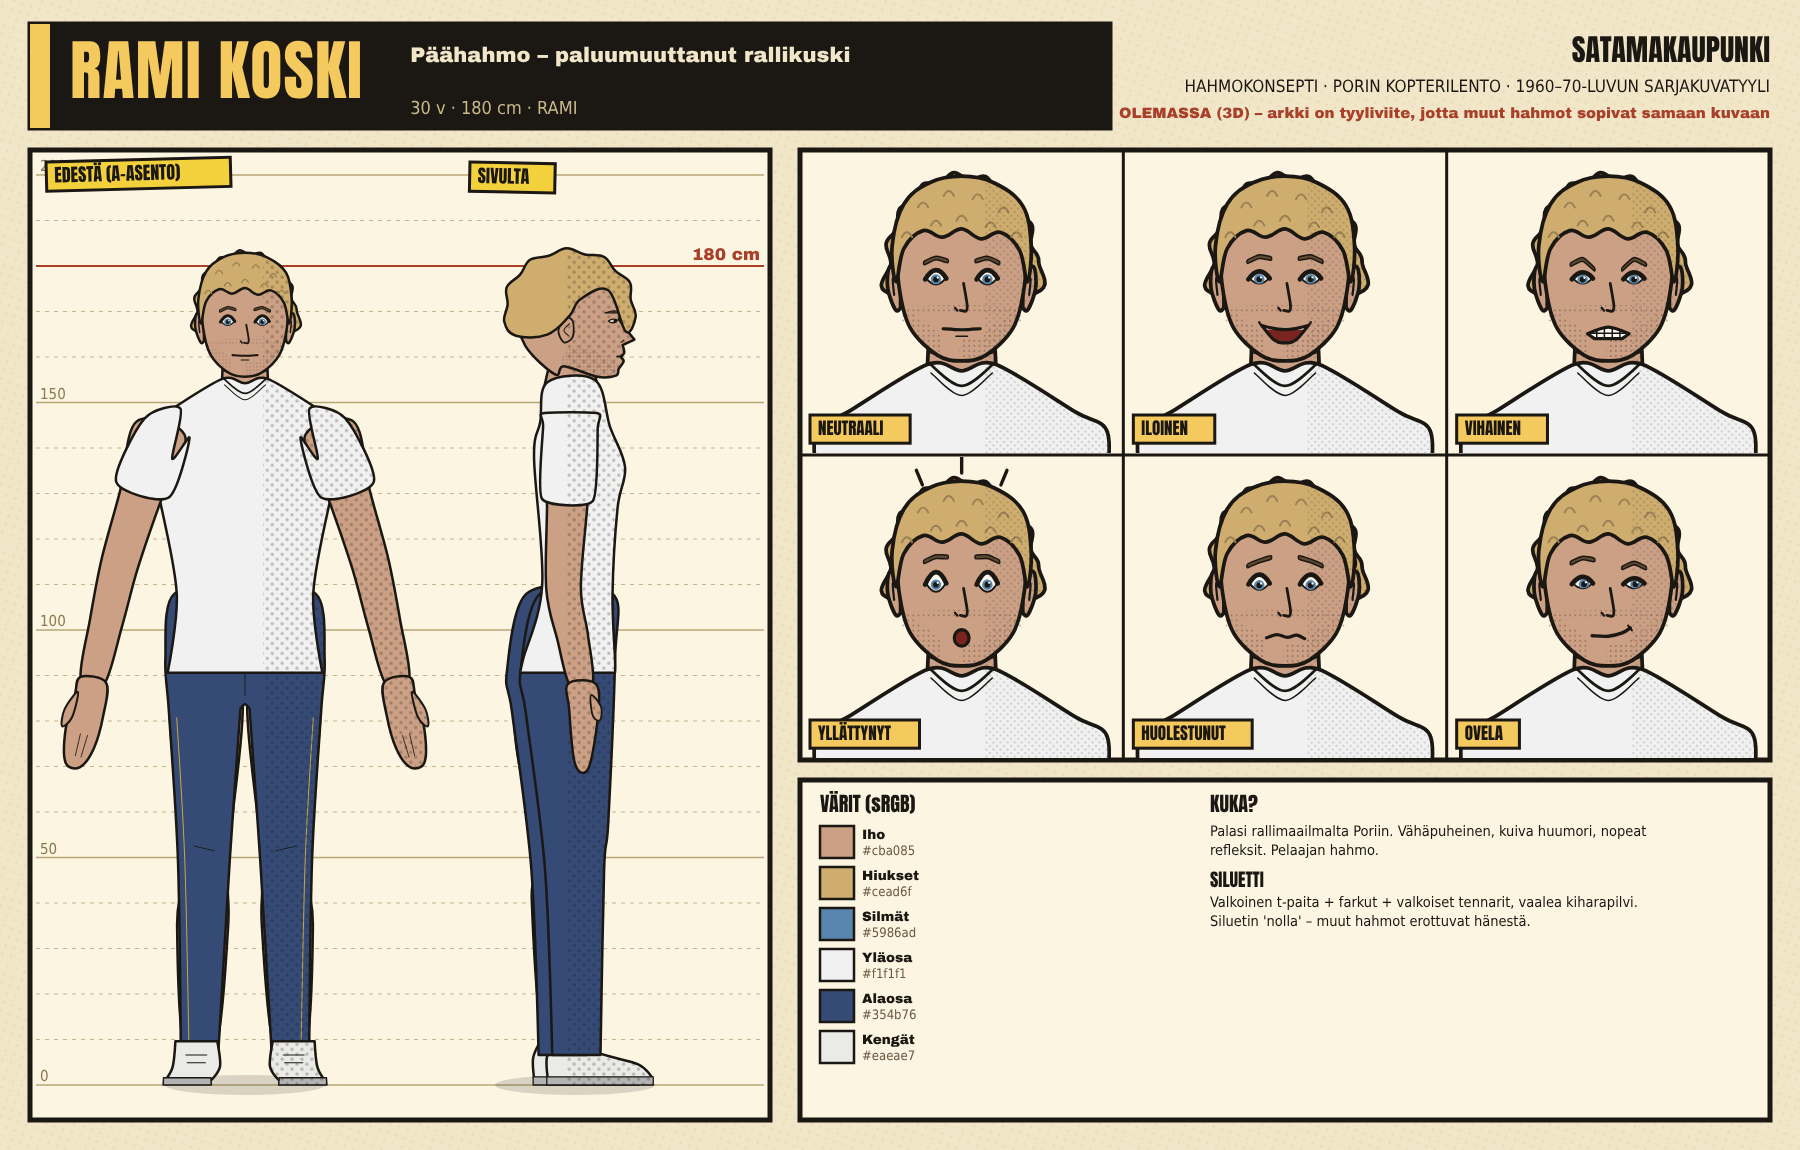 RAMI KOSKI
Päähahmo – paluumuuttanut rallikuski
30 v · 180 cm · RAMI
SATAMAKAUPUNKI
HAHMOKONSEPTI · PORIN KOPTERILENTO · 1960–70-LUVUN SARJAKUVATYYLI
OLEMASSA (3D) – arkki on tyyliviite, jotta muut hahmot sopivat samaan kuvaan
EDESTÄ (A-ASENTO)
SIVULTA
180 cm
150
100
50
0
NEUTRAALI
ILOINEN
VIHAINEN
YLLÄTTYNYT
HUOLESTUNUT
OVELA
VÄRIT (sRGB)
Iho
#cba085
Hiukset
#cead6f
Silmät
#5986ad
Yläosa
#f1f1f1
Alaosa
#354b76
Kengät
#eaeae7
KUKA?
Palasi rallimaailmalta Poriin. Vähäpuheinen, kuiva huumori, nopeat
refleksit. Pelaajan hahmo.
SILUETTI
Valkoinen t-paita + farkut + valkoiset tennarit, vaalea kiharapilvi.
Siluetin 'nolla' – muut hahmot erottuvat hänestä.